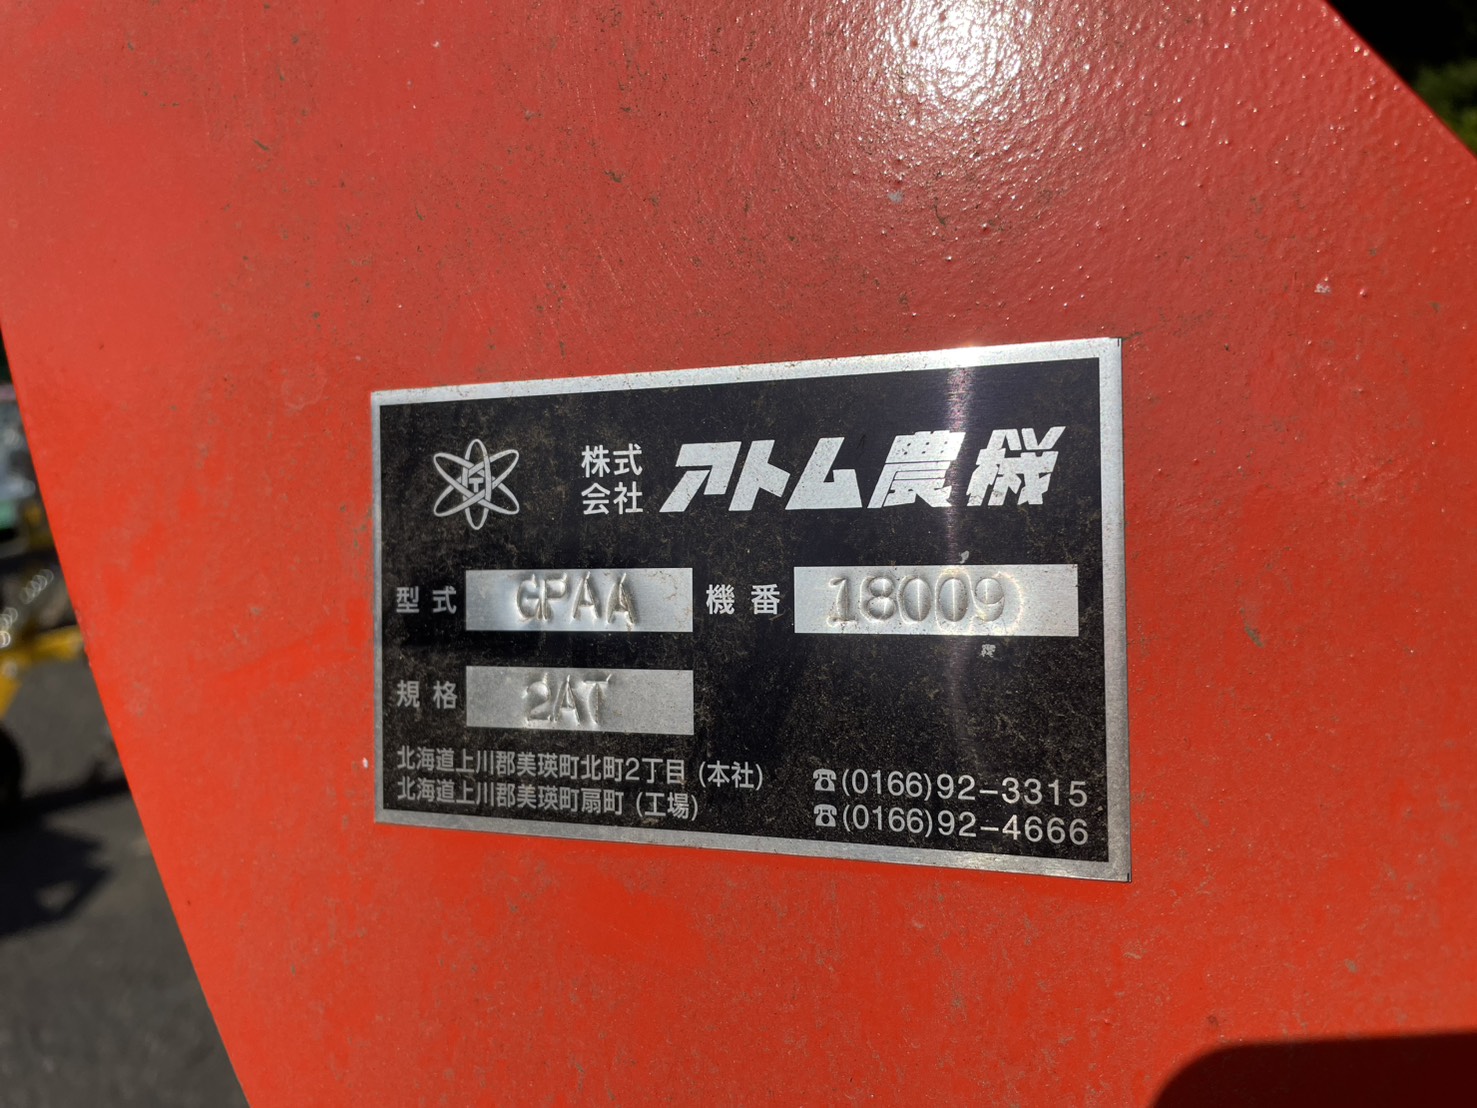 株式会社 アトム農機
型式 GPAA 機番 18009
規格 2AT
北海道上川郡美瑛町北町2丁目 (本社) ☎(0166)92-3315
北海道上川郡美瑛町扇町 (工場) ☎(0166)92-4666